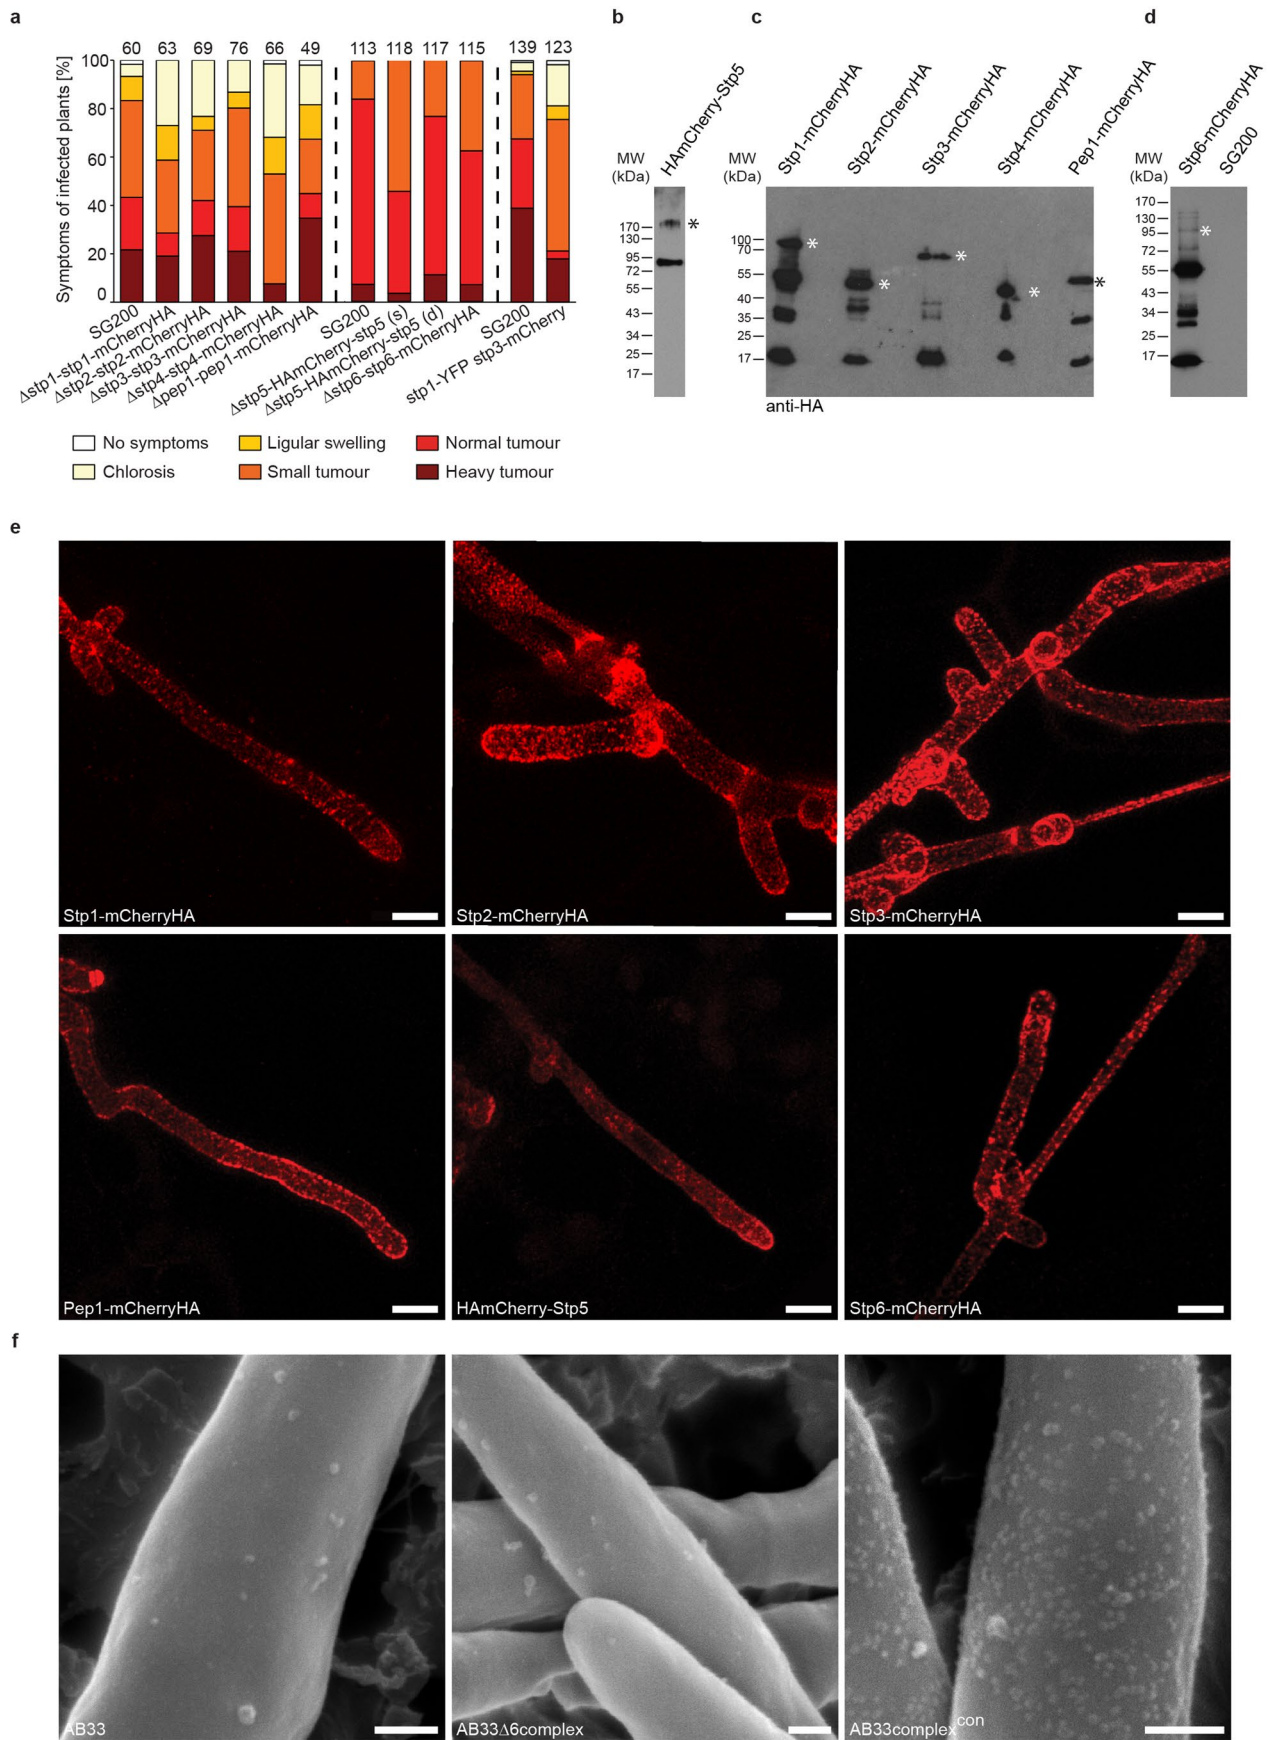 a
60 63 69 76 66 49 113 118 117 115 139 123
Symptoms of infected plants [%]
100
80
60
40
20
0
SG200
Δstp1-stp1-mCherryHA
Δstp2-stp2-mCherryHA
Δstp3-stp3-mCherryHA
Δstp4-stp4-mCherryHA
Δpep1-pep1-mCherryHA
SG200
Δstp5-HAmCherry-stp5 (s)
Δstp5-HAmCherry-stp5 (d)
Δstp6-stp6-mCherryHA
SG200
stp1-YFP stp3-mCherry
No symptoms
Ligular swelling
Normal tumour
Chlorosis
Small tumour
Heavy tumour
b
HAmCherry-Stp5
MW
(kDa)
170
130
95
72
55
43
34
25
17
*
c
Stp1-mCherryHA
Stp2-mCherryHA
Stp3-mCherryHA
Stp4-mCherryHA
Pep1-mCherryHA
MW
(kDa)
100
70
55
40
35
25
17
* * * * *
anti-HA
d
Stp6-mCherryHA
SG200
MW
(kDa)
170
130
95
72
55
43
34
26
17
*
e
Stp1-mCherryHA
Stp2-mCherryHA
Stp3-mCherryHA
Pep1-mCherryHA
HAmCherry-Stp5
Stp6-mCherryHA
f
AB33
AB33Δ6complex
AB33complexcon